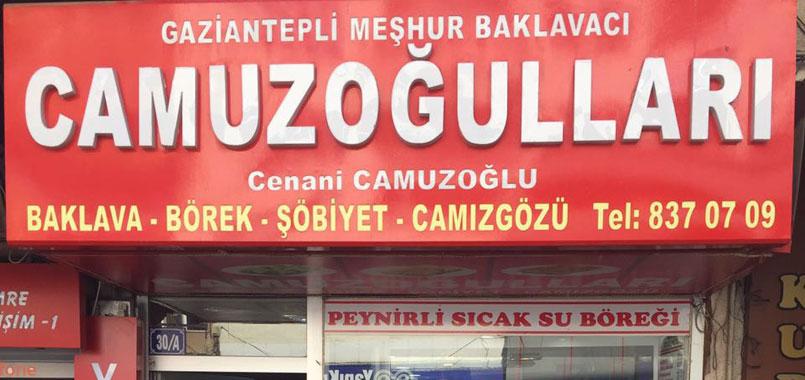 GAZİANTEPLİ MEŞHUR BAKLAVACI
CAMUZOĞULLARI
Cenani CAMUZOĞLU
BAKLAVA - BÖREK - ŞÖBİYET - CAMIZGÖZÜ Tel: 837 07 09
PEYNİRLİ SICAK SU BÖREĞİ
30/A